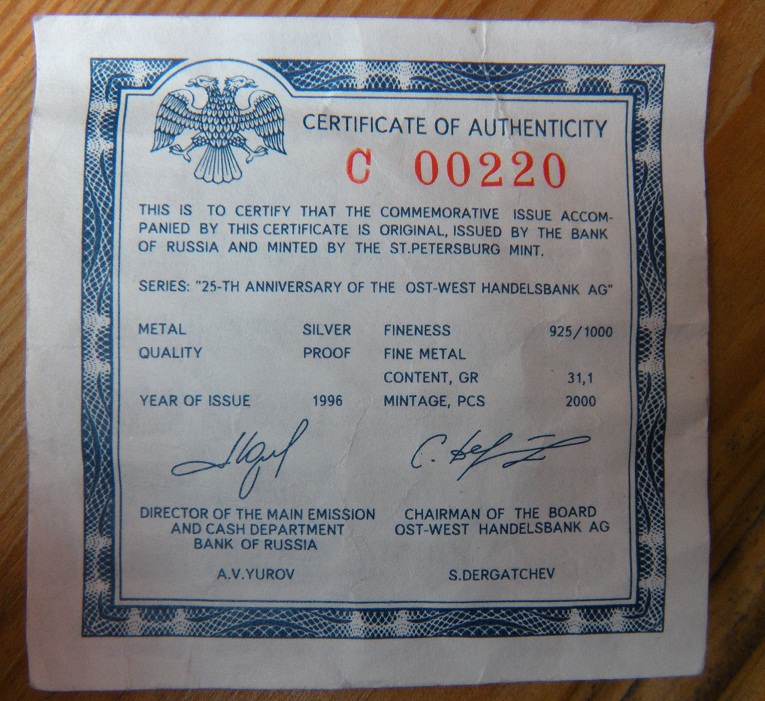 CERTIFICATE OF AUTHENTICITY
C 00220
THIS IS TO CERTIFY THAT THE COMMEMORATIVE ISSUE ACCOM-
PANIED BY THIS CERTIFICATE IS ORIGINAL, ISSUED BY THE BANK
OF RUSSIA AND MINTED BY THE ST.PETERSBURG MINT.
SERIES: "25-TH ANNIVERSARY OF THE OST-WEST HANDELSBANK AG"
METAL SILVER FINENESS 925/1000
QUALITY PROOF FINE METAL
CONTENT, GR 31,1
YEAR OF ISSUE 1996 MINTAGE, PCS 2000
DIRECTOR OF THE MAIN EMISSION
AND CASH DEPARTMENT
BANK OF RUSSIA
A.V.YUROV
CHAIRMAN OF THE BOARD
OST-WEST HANDELSBANK AG
S.DERGATCHEV